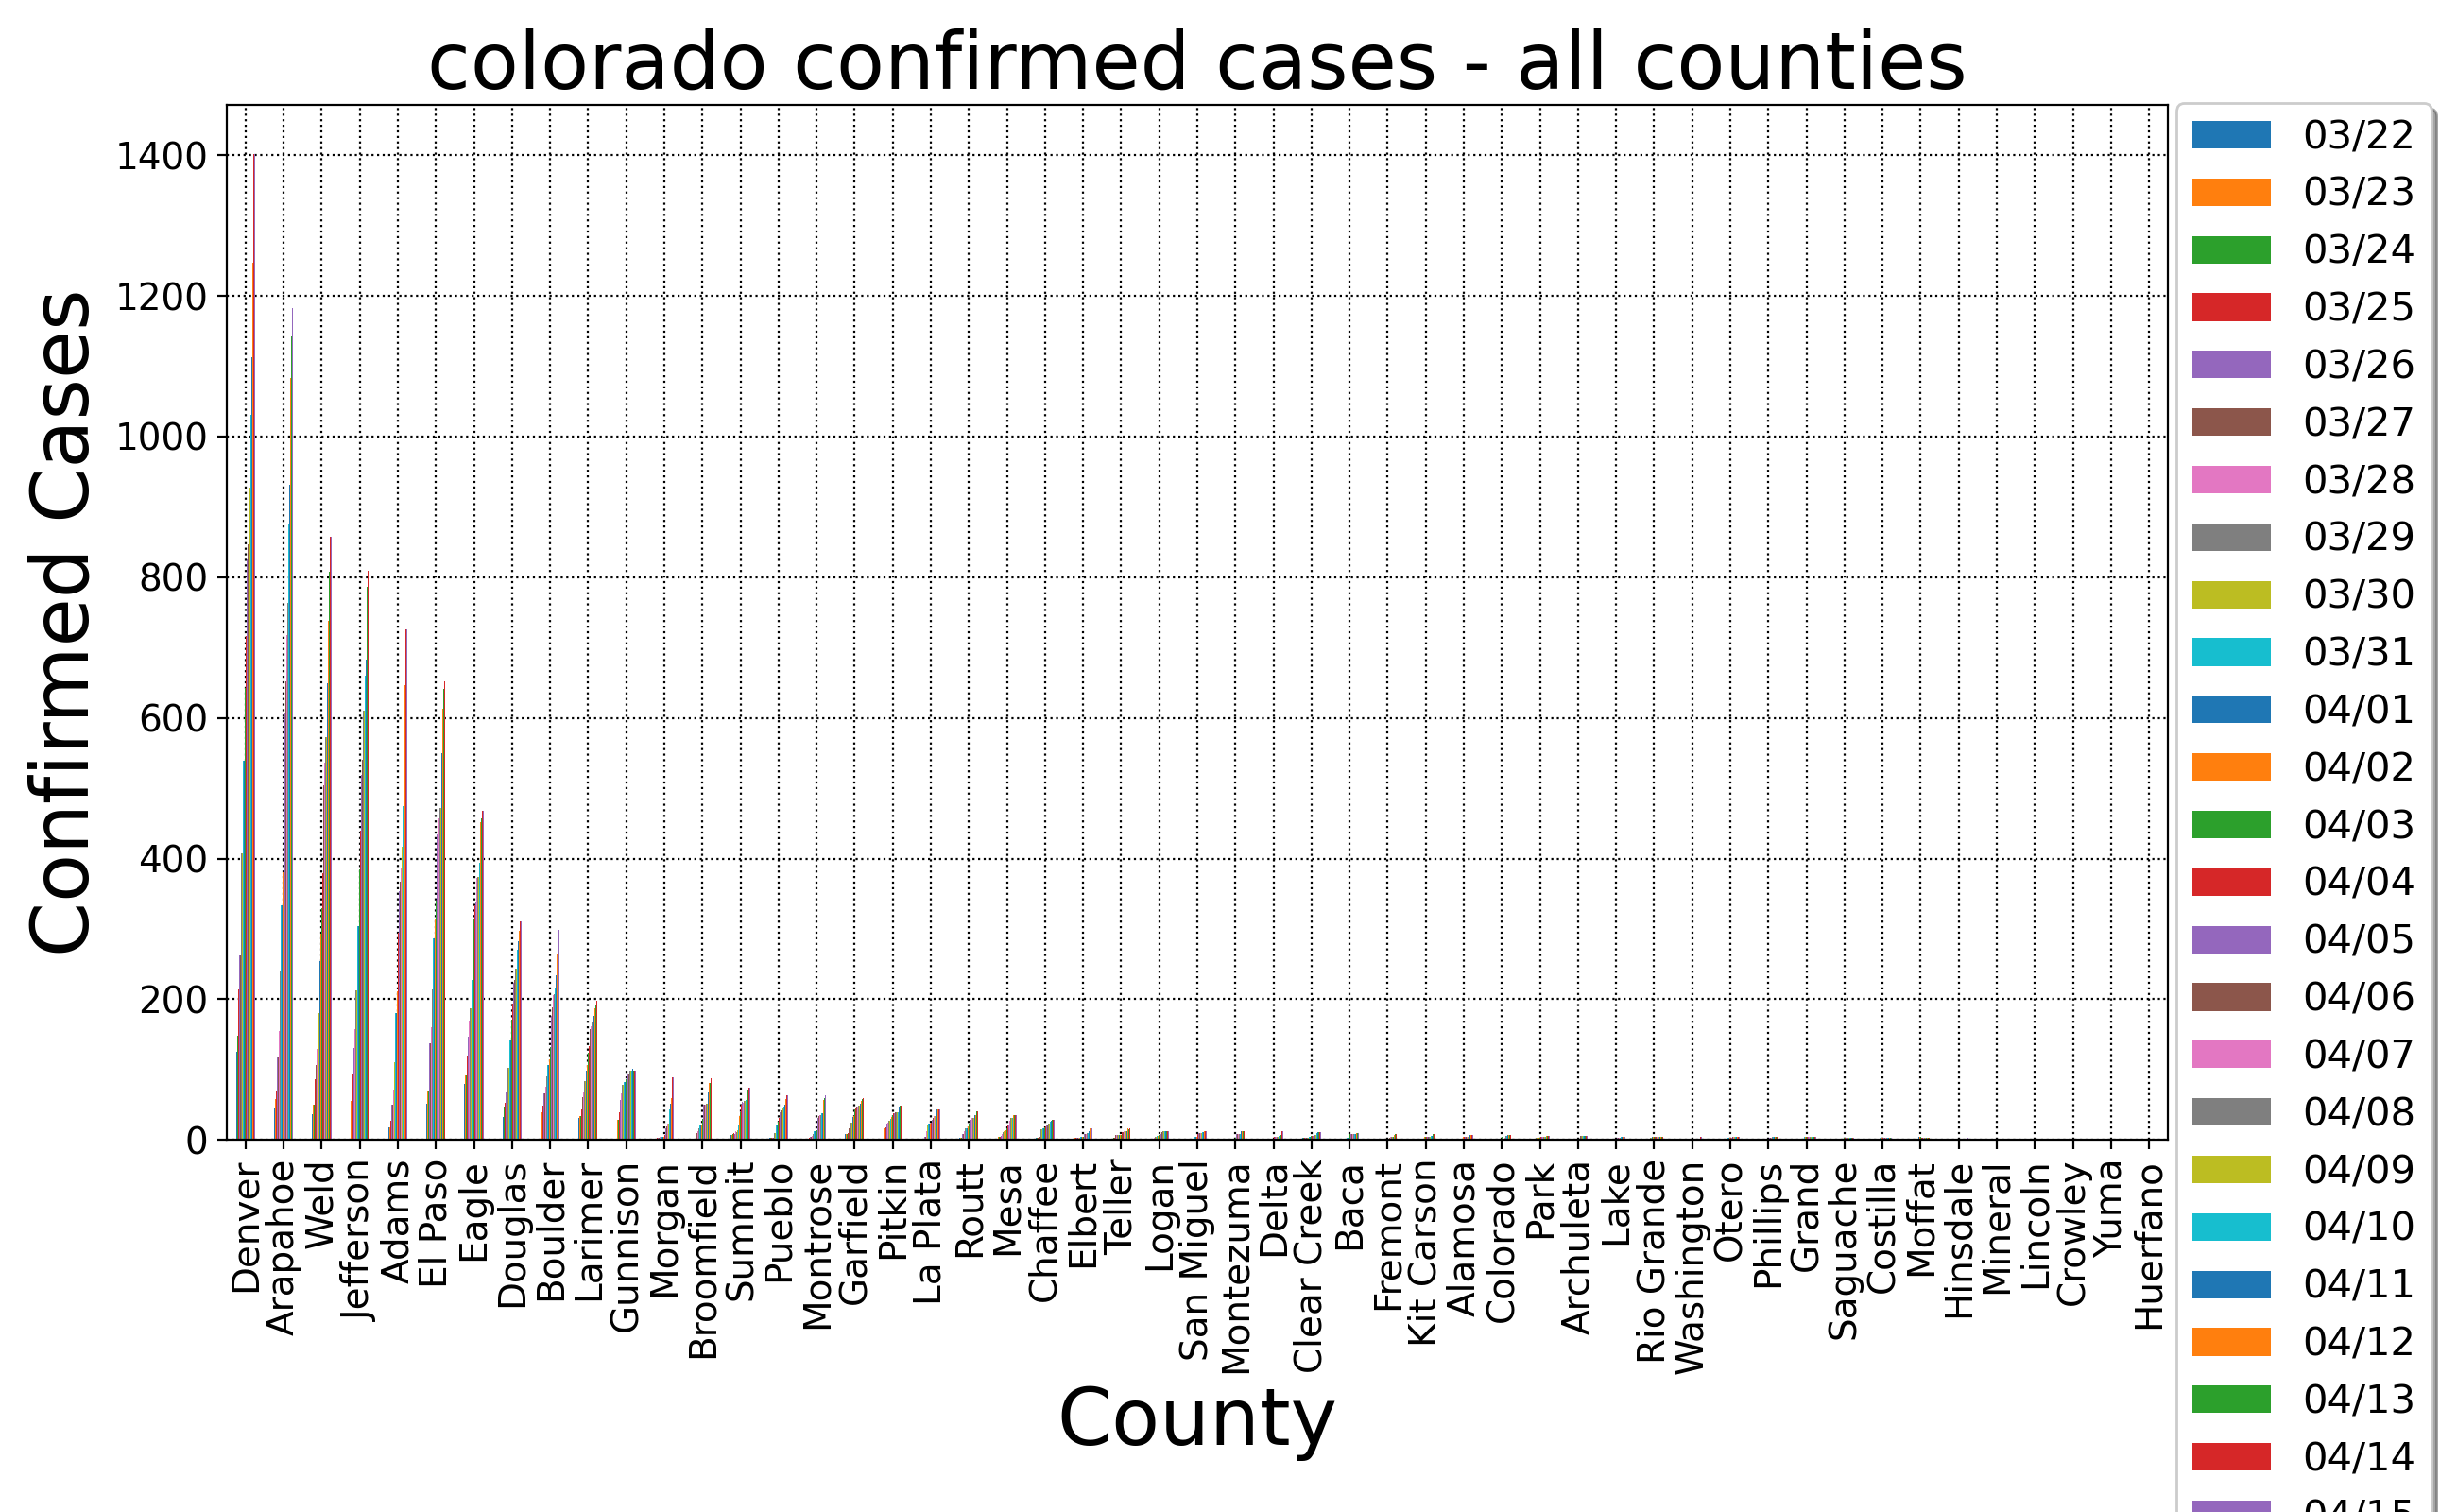 colorado confirmed cases - all counties
Confirmed Cases
1400
1200
1000
800
600
400
200
0
Denver
Arapahoe
Weld
Jefferson
Adams
El Paso
Eagle
Douglas
Boulder
Larimer
Gunnison
Morgan
Broomfield
Summit
Pueblo
Montrose
Garfield
Pitkin
La Plata
Routt
Mesa
Chaffee
Elbert
Teller
Logan
San Miguel
Montezuma
Delta
Clear Creek
Baca
Fremont
Kit Carson
Alamosa
Colorado
Park
Archuleta
Lake
Rio Grande
Washington
Otero
Phillips
Grand
Saguache
Costilla
Moffat
Hinsdale
Mineral
Lincoln
Crowley
Yuma
Huerfano
County
03/22
03/23
03/24
03/25
03/26
03/27
03/28
03/29
03/30
03/31
04/01
04/02
04/03
04/04
04/05
04/06
04/07
04/08
04/09
04/10
04/11
04/12
04/13
04/14
04/15